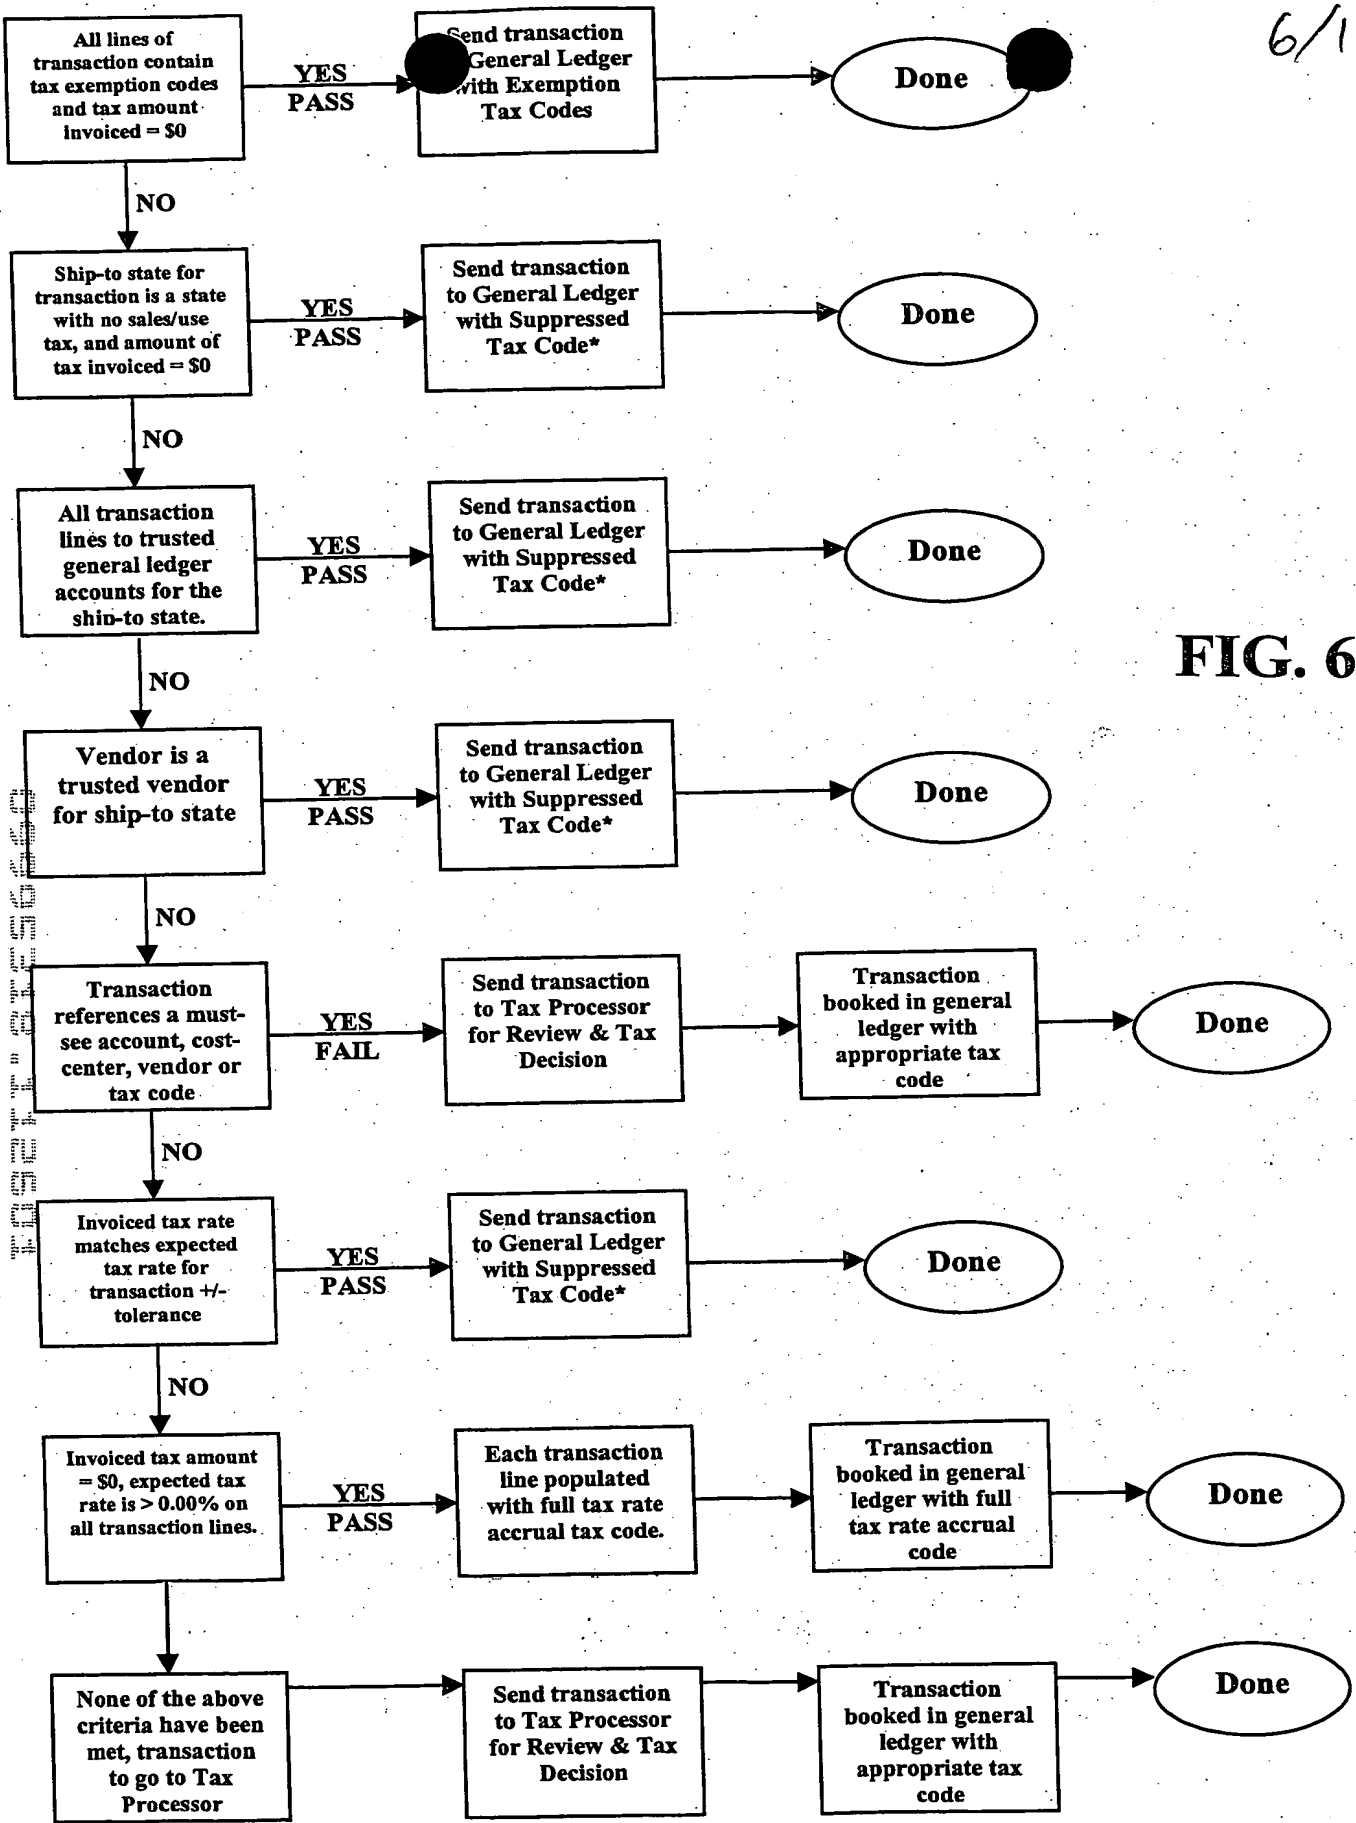 6/1
All lines of
transaction contain
tax exemption codes
and tax amount
invoiced = $0
YES
PASS
Send transaction
General Ledger
with Exemption
Tax Codes
Done
NO
Ship-to state for
transaction is a state
with no sales/use
tax, and amount of
tax invoiced = $0
YES
PASS
Send transaction
to General Ledger
with Suppressed
Tax Code*
Done
NO
All transaction
lines to trusted
general ledger
accounts for the
ship-to state.
YES
PASS
Send transaction
to General Ledger
with Suppressed
Tax Code*
Done
FIG. 6
NO
Vendor is a
trusted vendor
for ship-to state
YES
PASS
Send transaction
to General Ledger
with Suppressed
Tax Code*
Done
NO
Transaction
references a must-
see account, cost-
center, vendor or
tax code
YES
FAIL
Send transaction
to Tax Processor
for Review & Tax
Decision
Transaction
booked in general
ledger with
appropriate tax
code
Done
NO
Invoiced tax rate
matches expected
tax rate for
transaction +/-
tolerance
YES
PASS
Send transaction
to General Ledger
with Suppressed
Tax Code*
Done
NO
Invoiced tax amount
= $0, expected tax
rate is > 0.00% on
all transaction lines.
YES
PASS
Each transaction
line populated
with full tax rate
accrual tax code.
Transaction
booked in general
ledger with full
tax rate accrual
code
Done
None of the above
criteria have been
met, transaction
to go to Tax
Processor
Send transaction
to Tax Processor
for Review & Tax
Decision
Transaction
booked in general
ledger with
appropriate tax
code
Done